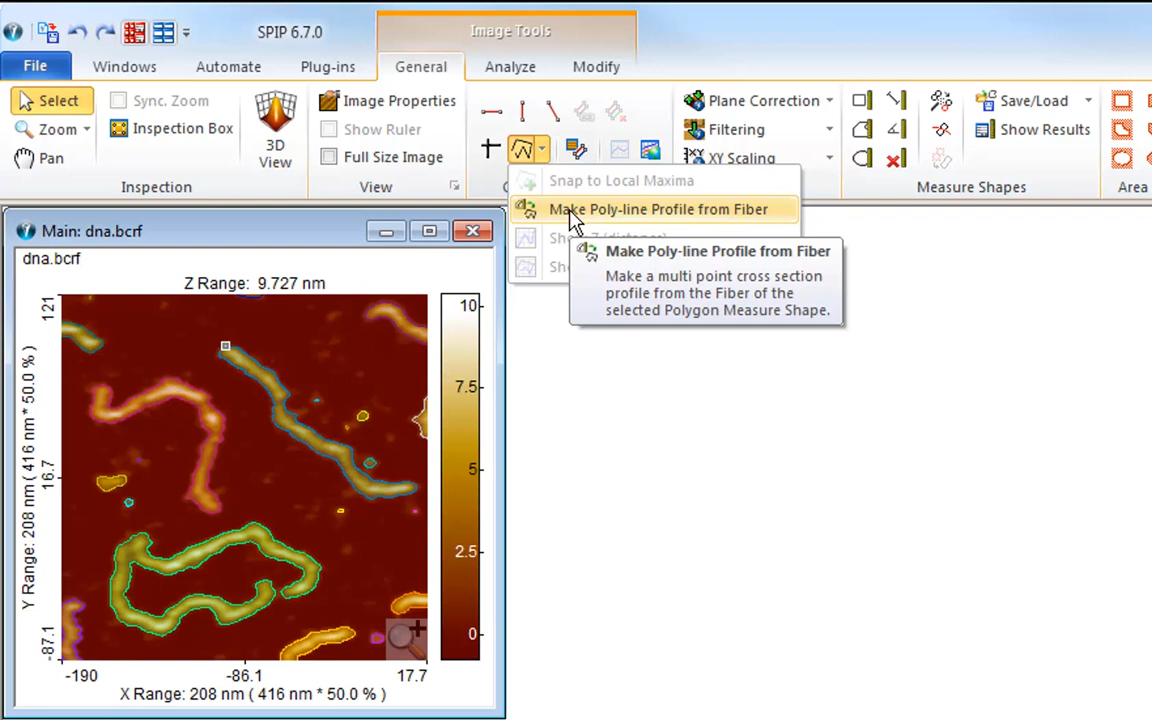 SPIP 6.7.0
Image Tools
File
Windows
Automate
Plug-ins
General
Analyze
Modify
Select
Zoom
Pan
Sync. Zoom
Inspection Box
3D
View
Inspection
Image Properties
Show Ruler
Full Size Image
View
Plane Correction
Filtering
XY Scaling
Save/Load
Show Results
Measure Shapes
Area
Snap to Local Maxima
Make Poly-line Profile from Fiber
Make Poly-line Profile from Fiber
Make a multi point cross section
profile from the Fiber of the
selected Polygon Measure Shape.
Main: dna.bcrf
dna.bcrf
Z Range: 9.727 nm
121
16.7
-87.1
Y Range: 208 nm ( 416 nm * 50.0 % )
10
7.5
5
2.5
0
-190
-86.1
17.7
X Range: 208 nm ( 416 nm * 50.0 % )